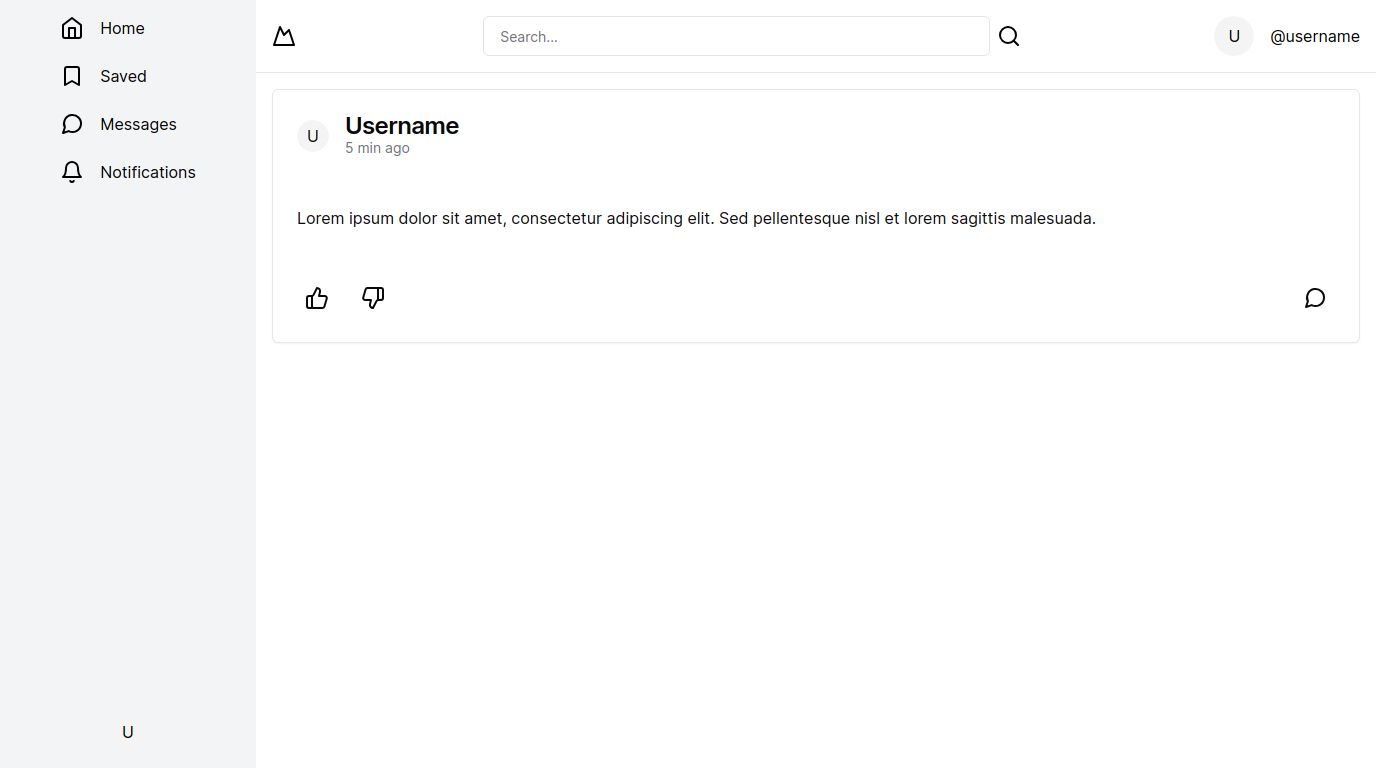 Home
Saved
Messages
Notifications
U
Search...
U
@username
U
Username
5 min ago
Lorem ipsum dolor sit amet, consectetur adipiscing elit. Sed pellentesque nisl et lorem sagittis malesuada.